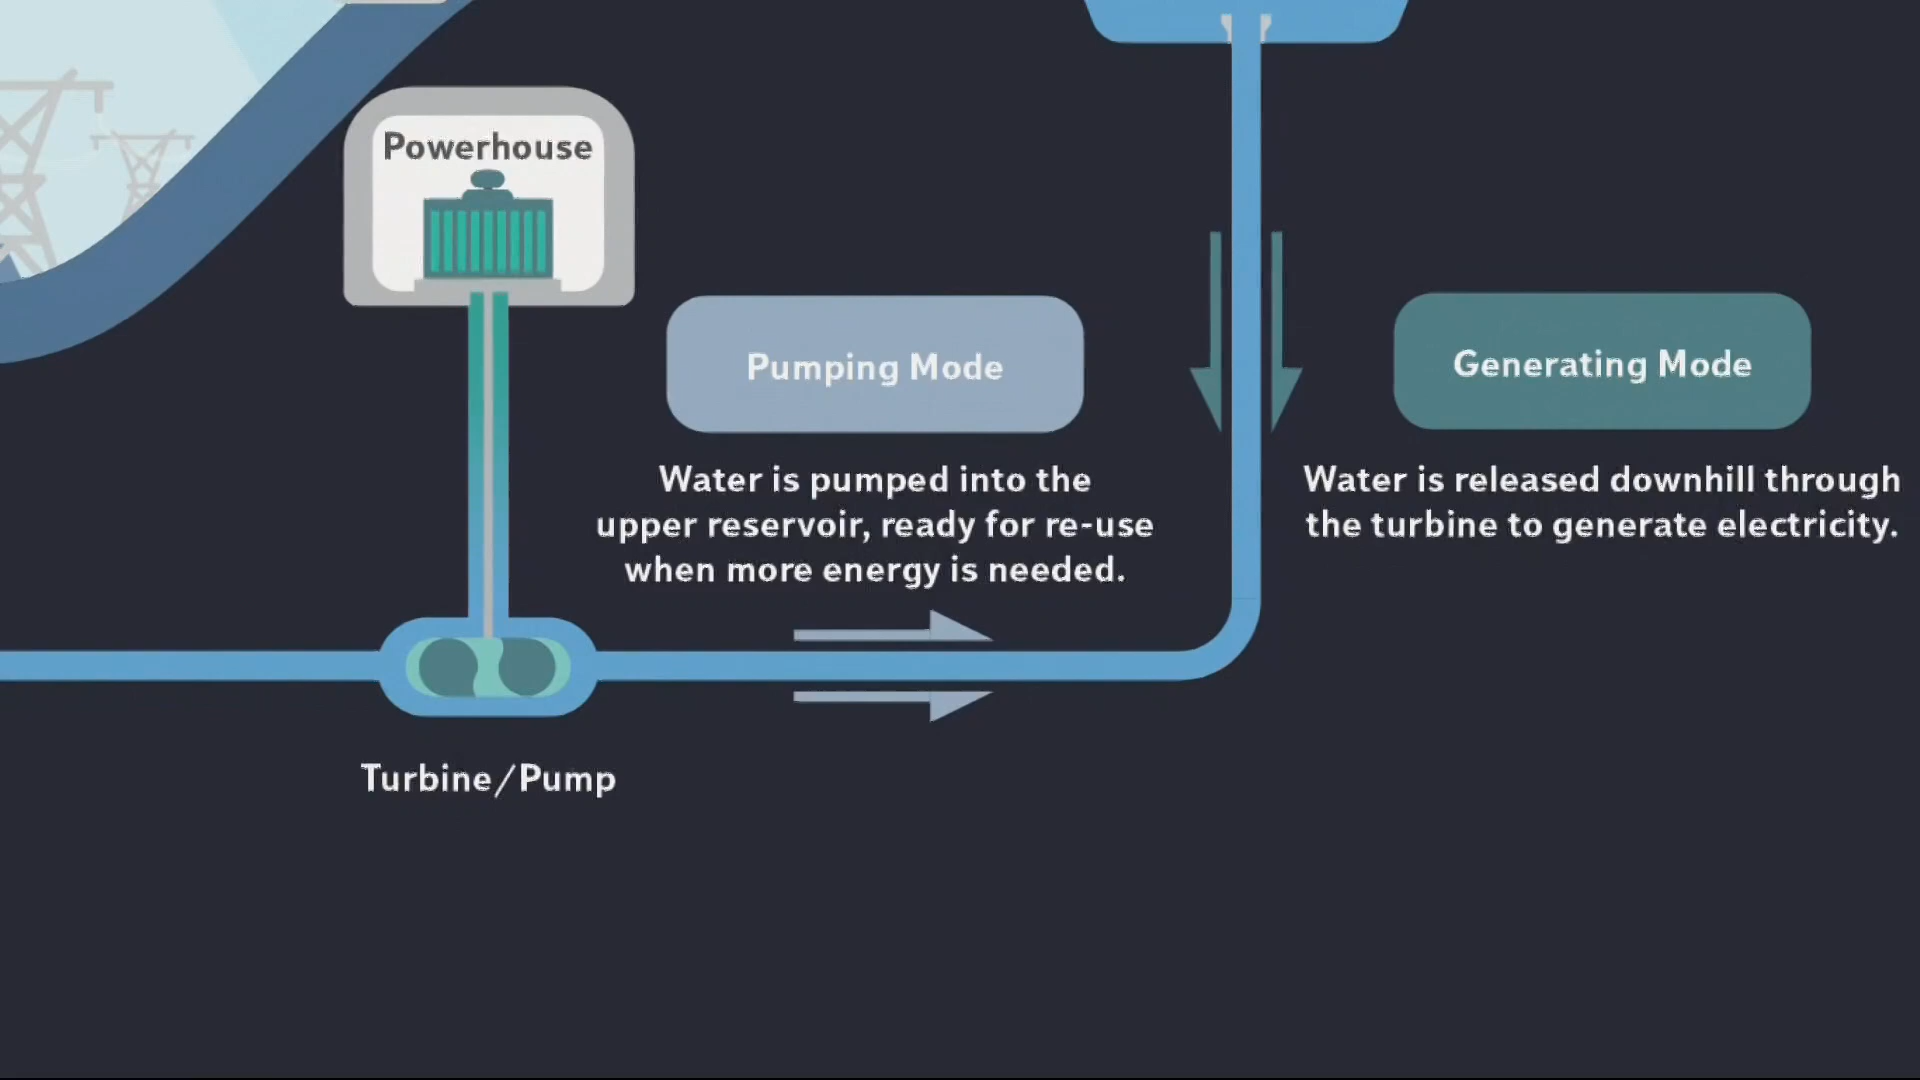 Powerhouse
Pumping Mode
Water is pumped into the
upper reservoir, ready for re-use
when more energy is needed.
Generating Mode
Water is released downhill through
the turbine to generate electricity.
Turbine/Pump